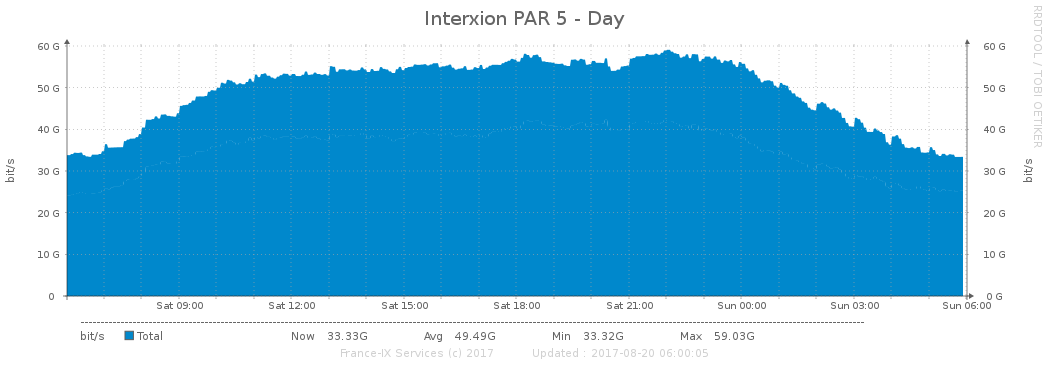 Interxion PAR 5 - Day
RRDTOOL / TOBI OETIKER
bit/s
60 G 60 G
50 G 50 G
40 G 40 G
30 G 30 G
20 G 20 G
10 G 10 G
0 0 G
bit/s
Sat 09:00 Sat 12:00 Sat 15:00 Sat 18:00 Sat 21:00 Sun 00:00 Sun 03:00 Sun 06:00
bit/s Total Now 33.33G Avg 49.49G Min 33.32G Max 59.03G
France-IX Services (c) 2017 Updated : 2017-08-20 06:00:05